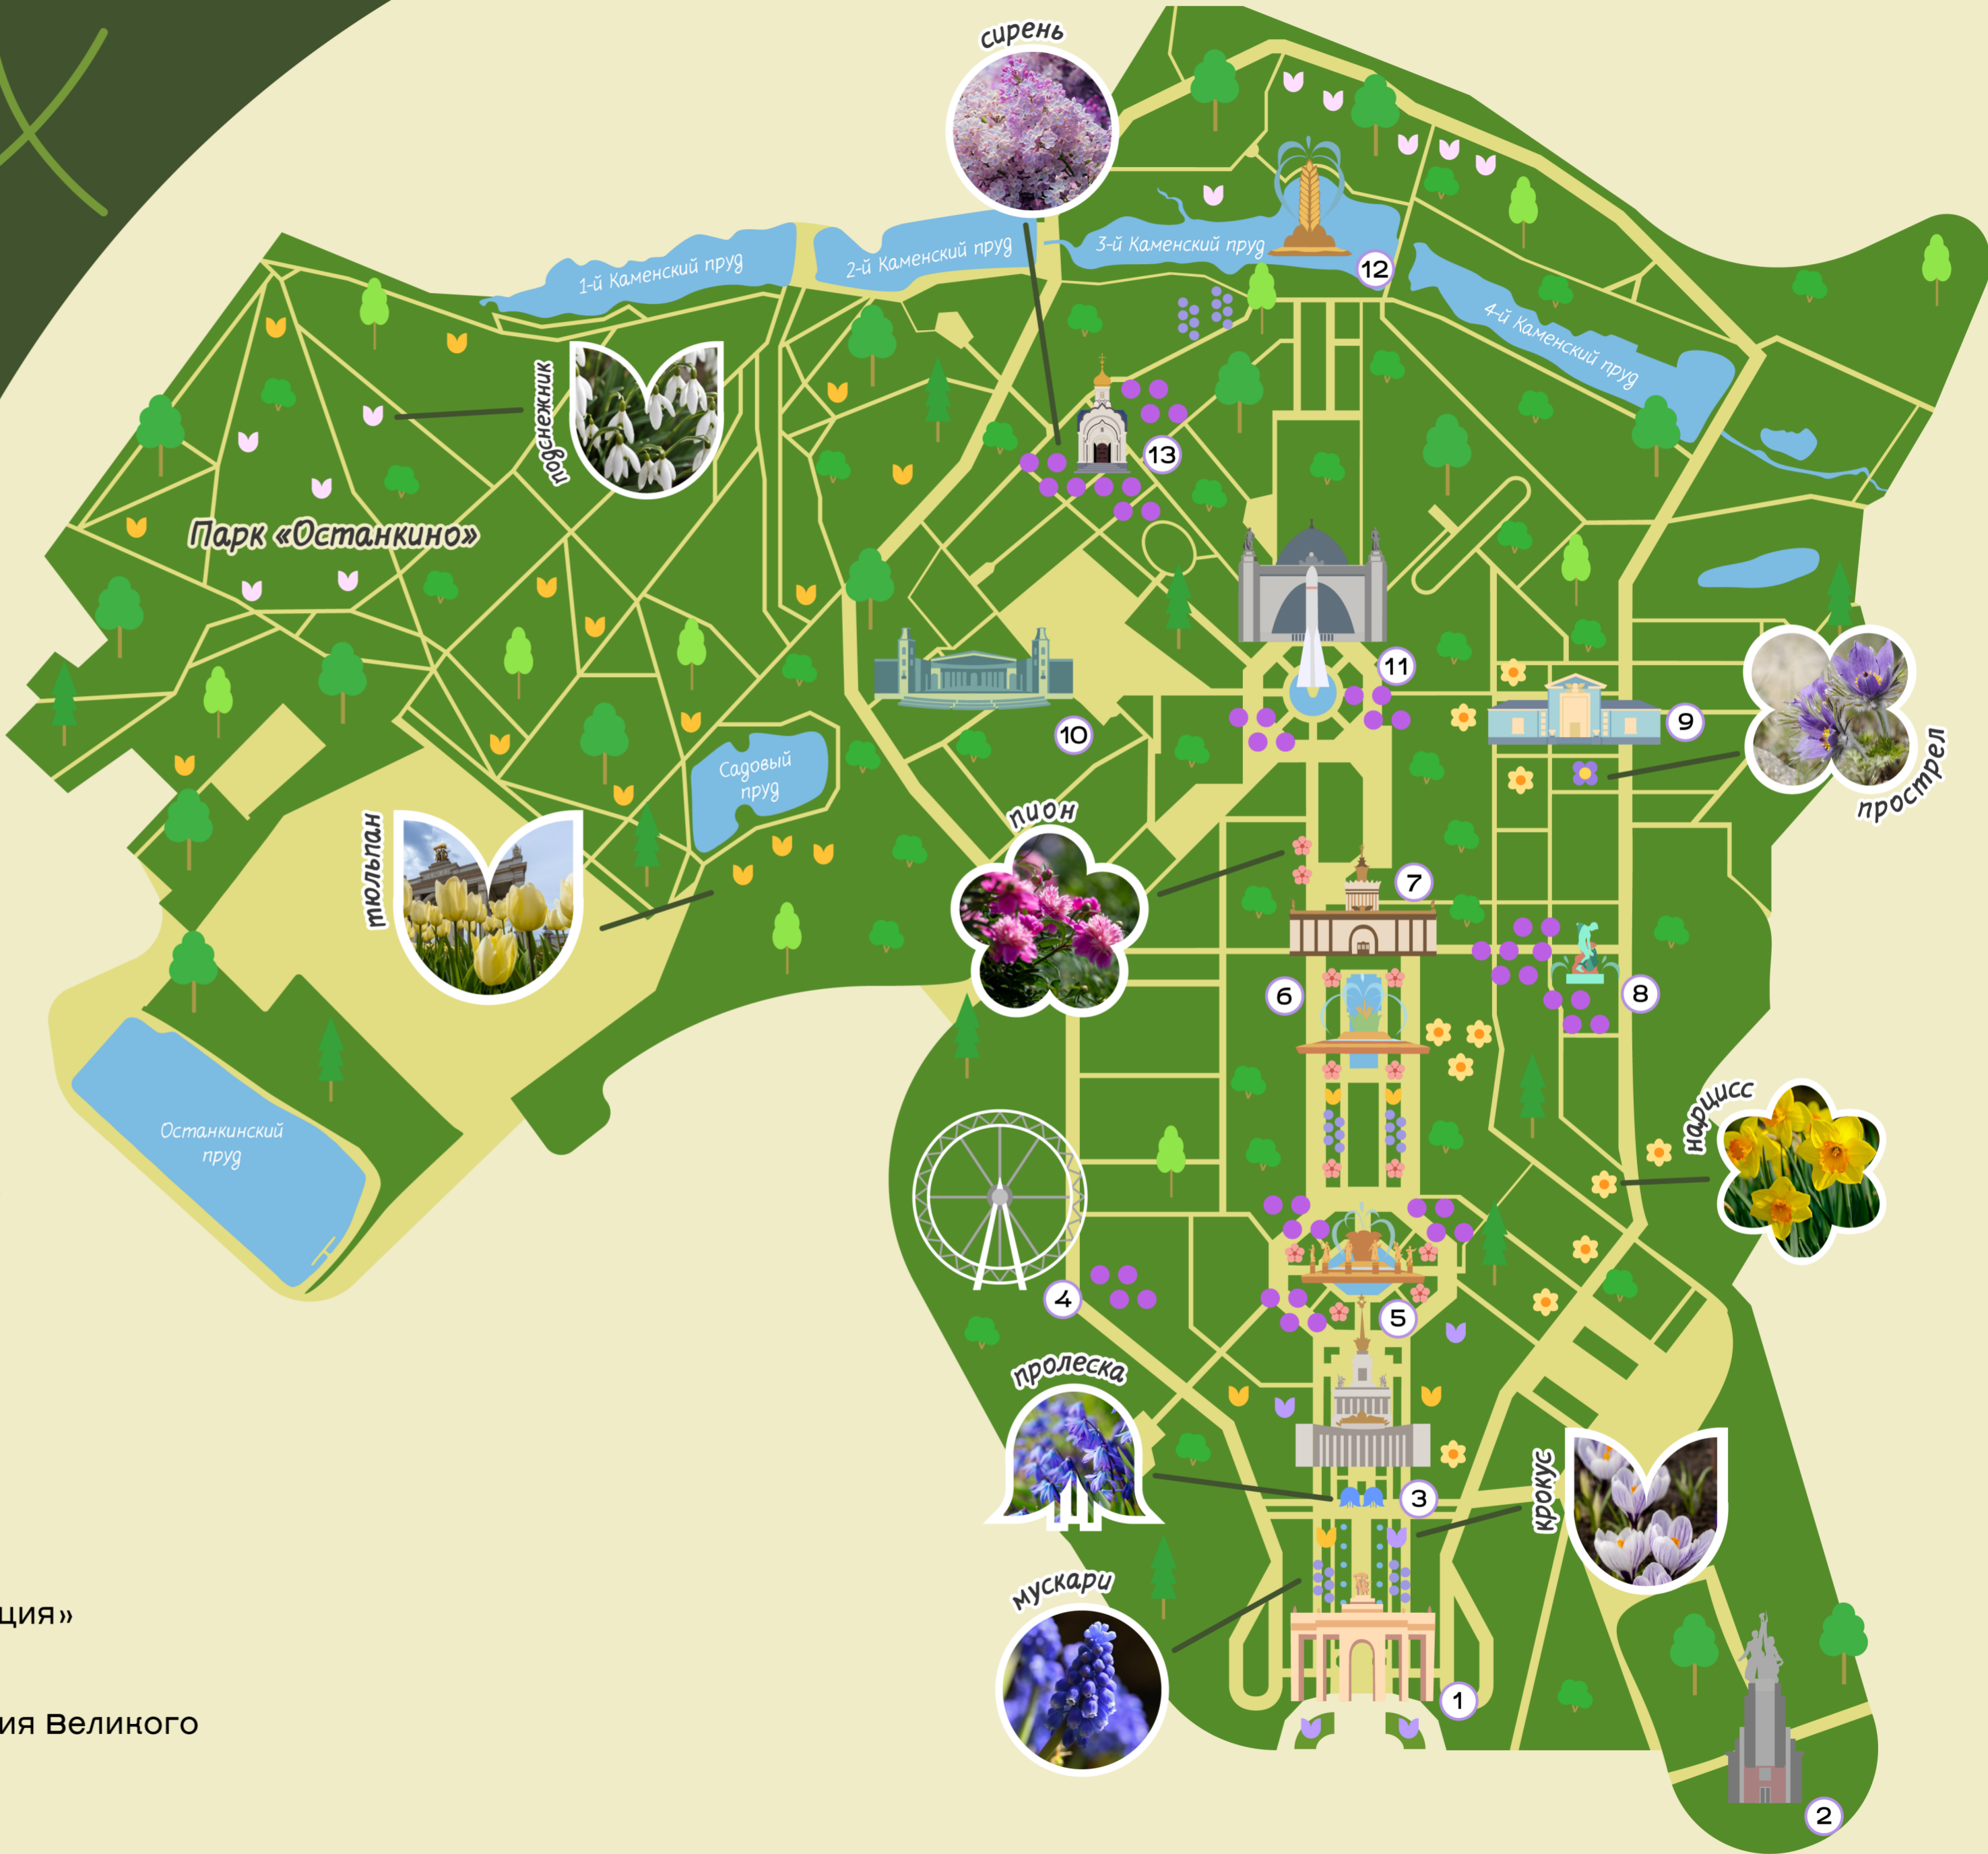 сирень
1-й Каменский пруд
2-й Каменский пруд
3-й Каменский пруд
12
4-й Каменский пруд
подснежник
13
Парк «Останкино»
11
9
10
прострел
Садовый
пруд
тюльпан
пион
7
8
6
нарцисс
Останкинский
пруд
4
5
пролеска
крокус
3
мускари
ция»
1
ия Великого
2